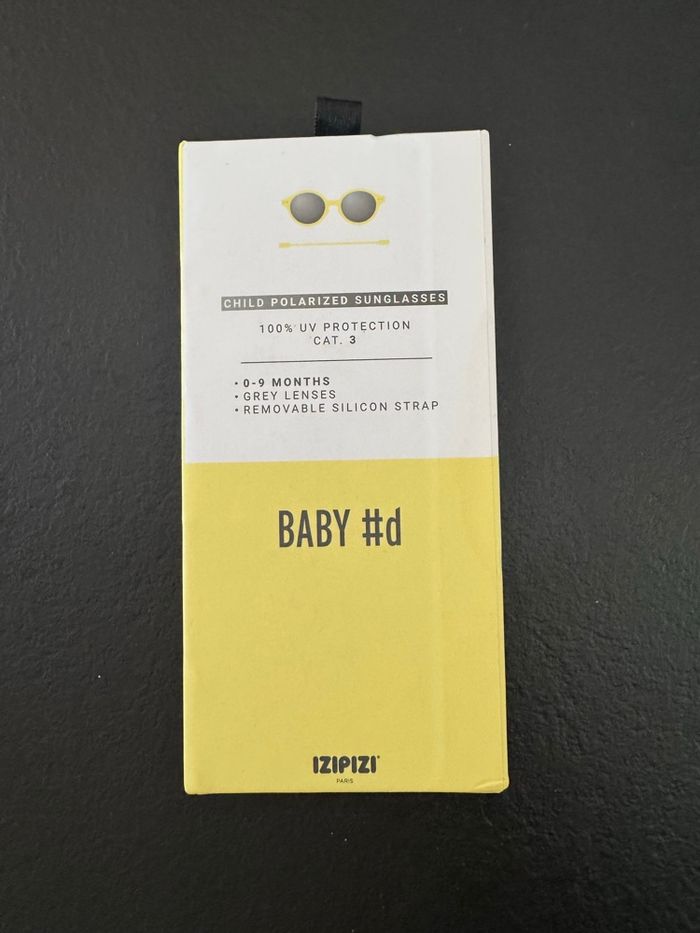 CHILD POLARIZED SUNGLASSES
100% UV PROTECTION
CAT. 3
• 0-9 MONTHS
• GREY LENSES
• REMOVABLE SILICON STRAP
BABY #d
IZIPIZI®
PARIS